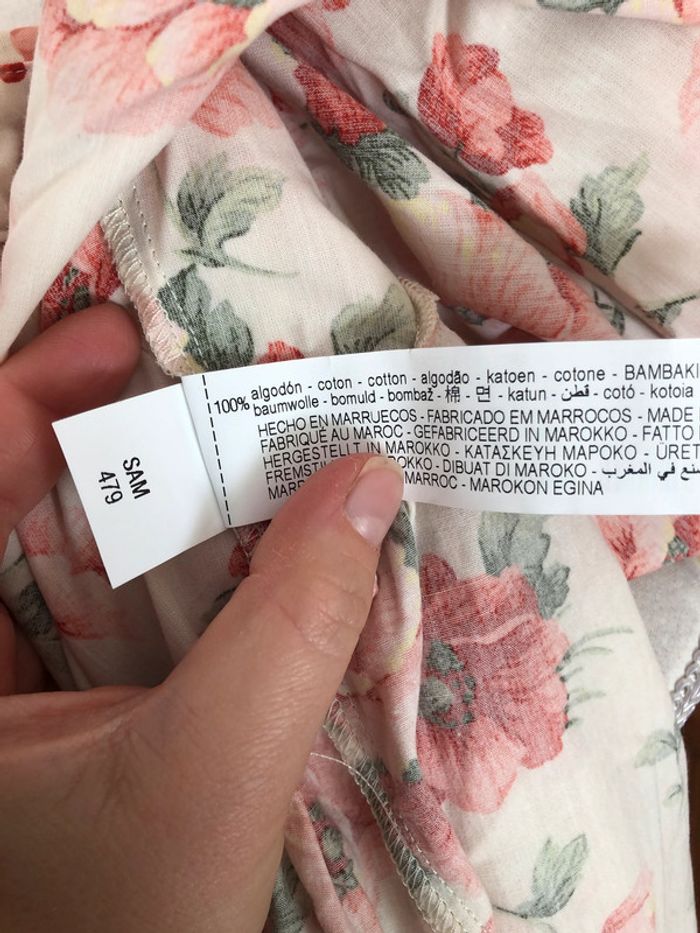 100% algodón - coton - cotton - algodão - katoen - cotone - BAMBAKI
baumwolle - bomuld - bombaž - 棉 - 면 - katun - قطن - cotó - kotoia
HECHO EN MARRUECOS - FABRICADO EM MARROCOS - MADE
FABRIQUÉ AU MAROC - GEFABRICEERD IN MAROKKO - FATTO
HERGESTELLT IN MAROKKO - ΚΑΤΑΣΚΕΥΗ ΜΑΡΟΚΟ - ÜRET
DIBUAT DI MAROKO - صنع في المغرب
MARROC - MAROKON EGINA
SAM
479